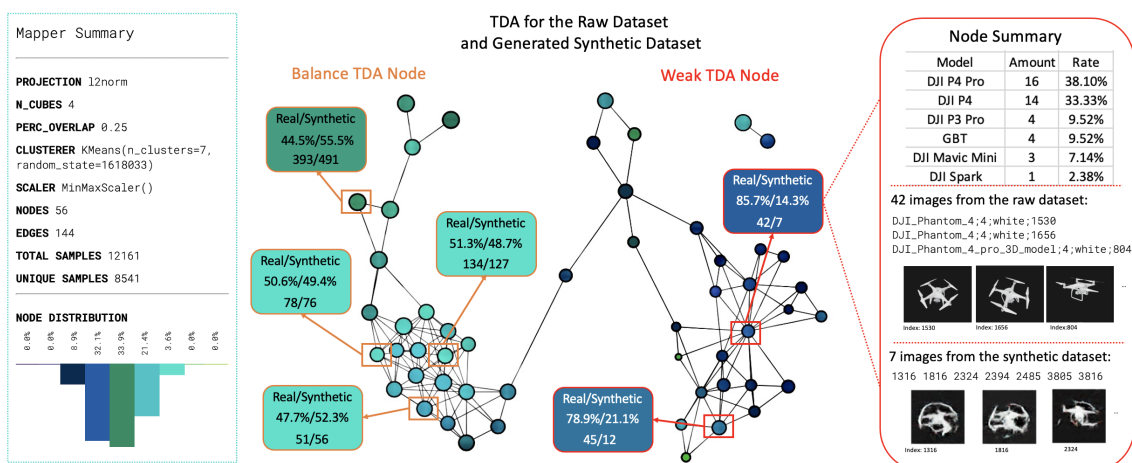 TDA for the Raw Dataset
and Generated Synthetic Dataset
Mapper Summary
PROJECTION l2norm
N_CUBES 4
PERC_OVERLAP 0.25
CLUSTERER KMeans(n_clusters=7,
random_state=1618033)
SCALER MinMaxScaler()
NODES 56
EDGES 144
TOTAL SAMPLES 12161
UNIQUE SAMPLES 8541
NODE DISTRIBUTION
0.0%
0.0%
8.9%
32.1%
33.9%
21.4%
3.6%
0.0%
0.0%
Balance TDA Node
Real/Synthetic
44.5%/55.5%
393/491
Real/Synthetic
51.3%/48.7%
134/127
Real/Synthetic
50.6%/49.4%
78/76
Real/Synthetic
47.7%/52.3%
51/56
Weak TDA Node
Real/Synthetic
85.7%/14.3%
42/7
Real/Synthetic
78.9%/21.1%
45/12
Node Summary
Model Amount Rate
DJI P4 Pro 16 38.10%
DJI P4 14 33.33%
DJI P3 Pro 4 9.52%
GBT 4 9.52%
DJI Mavic Mini 3 7.14%
DJI Spark 1 2.38%
42 images from the raw dataset:
DJI_Phantom_4;4;white;1530
DJI_Phantom_4;4;white;1656
DJI_Phantom_4_pro_3D_model;4;white;804
...
Index: 1530
Index: 1656
Index:804
7 images from the synthetic dataset:
1316 1816 2324 2394 2485 3805 3816
...
Index:1316
1816
2324